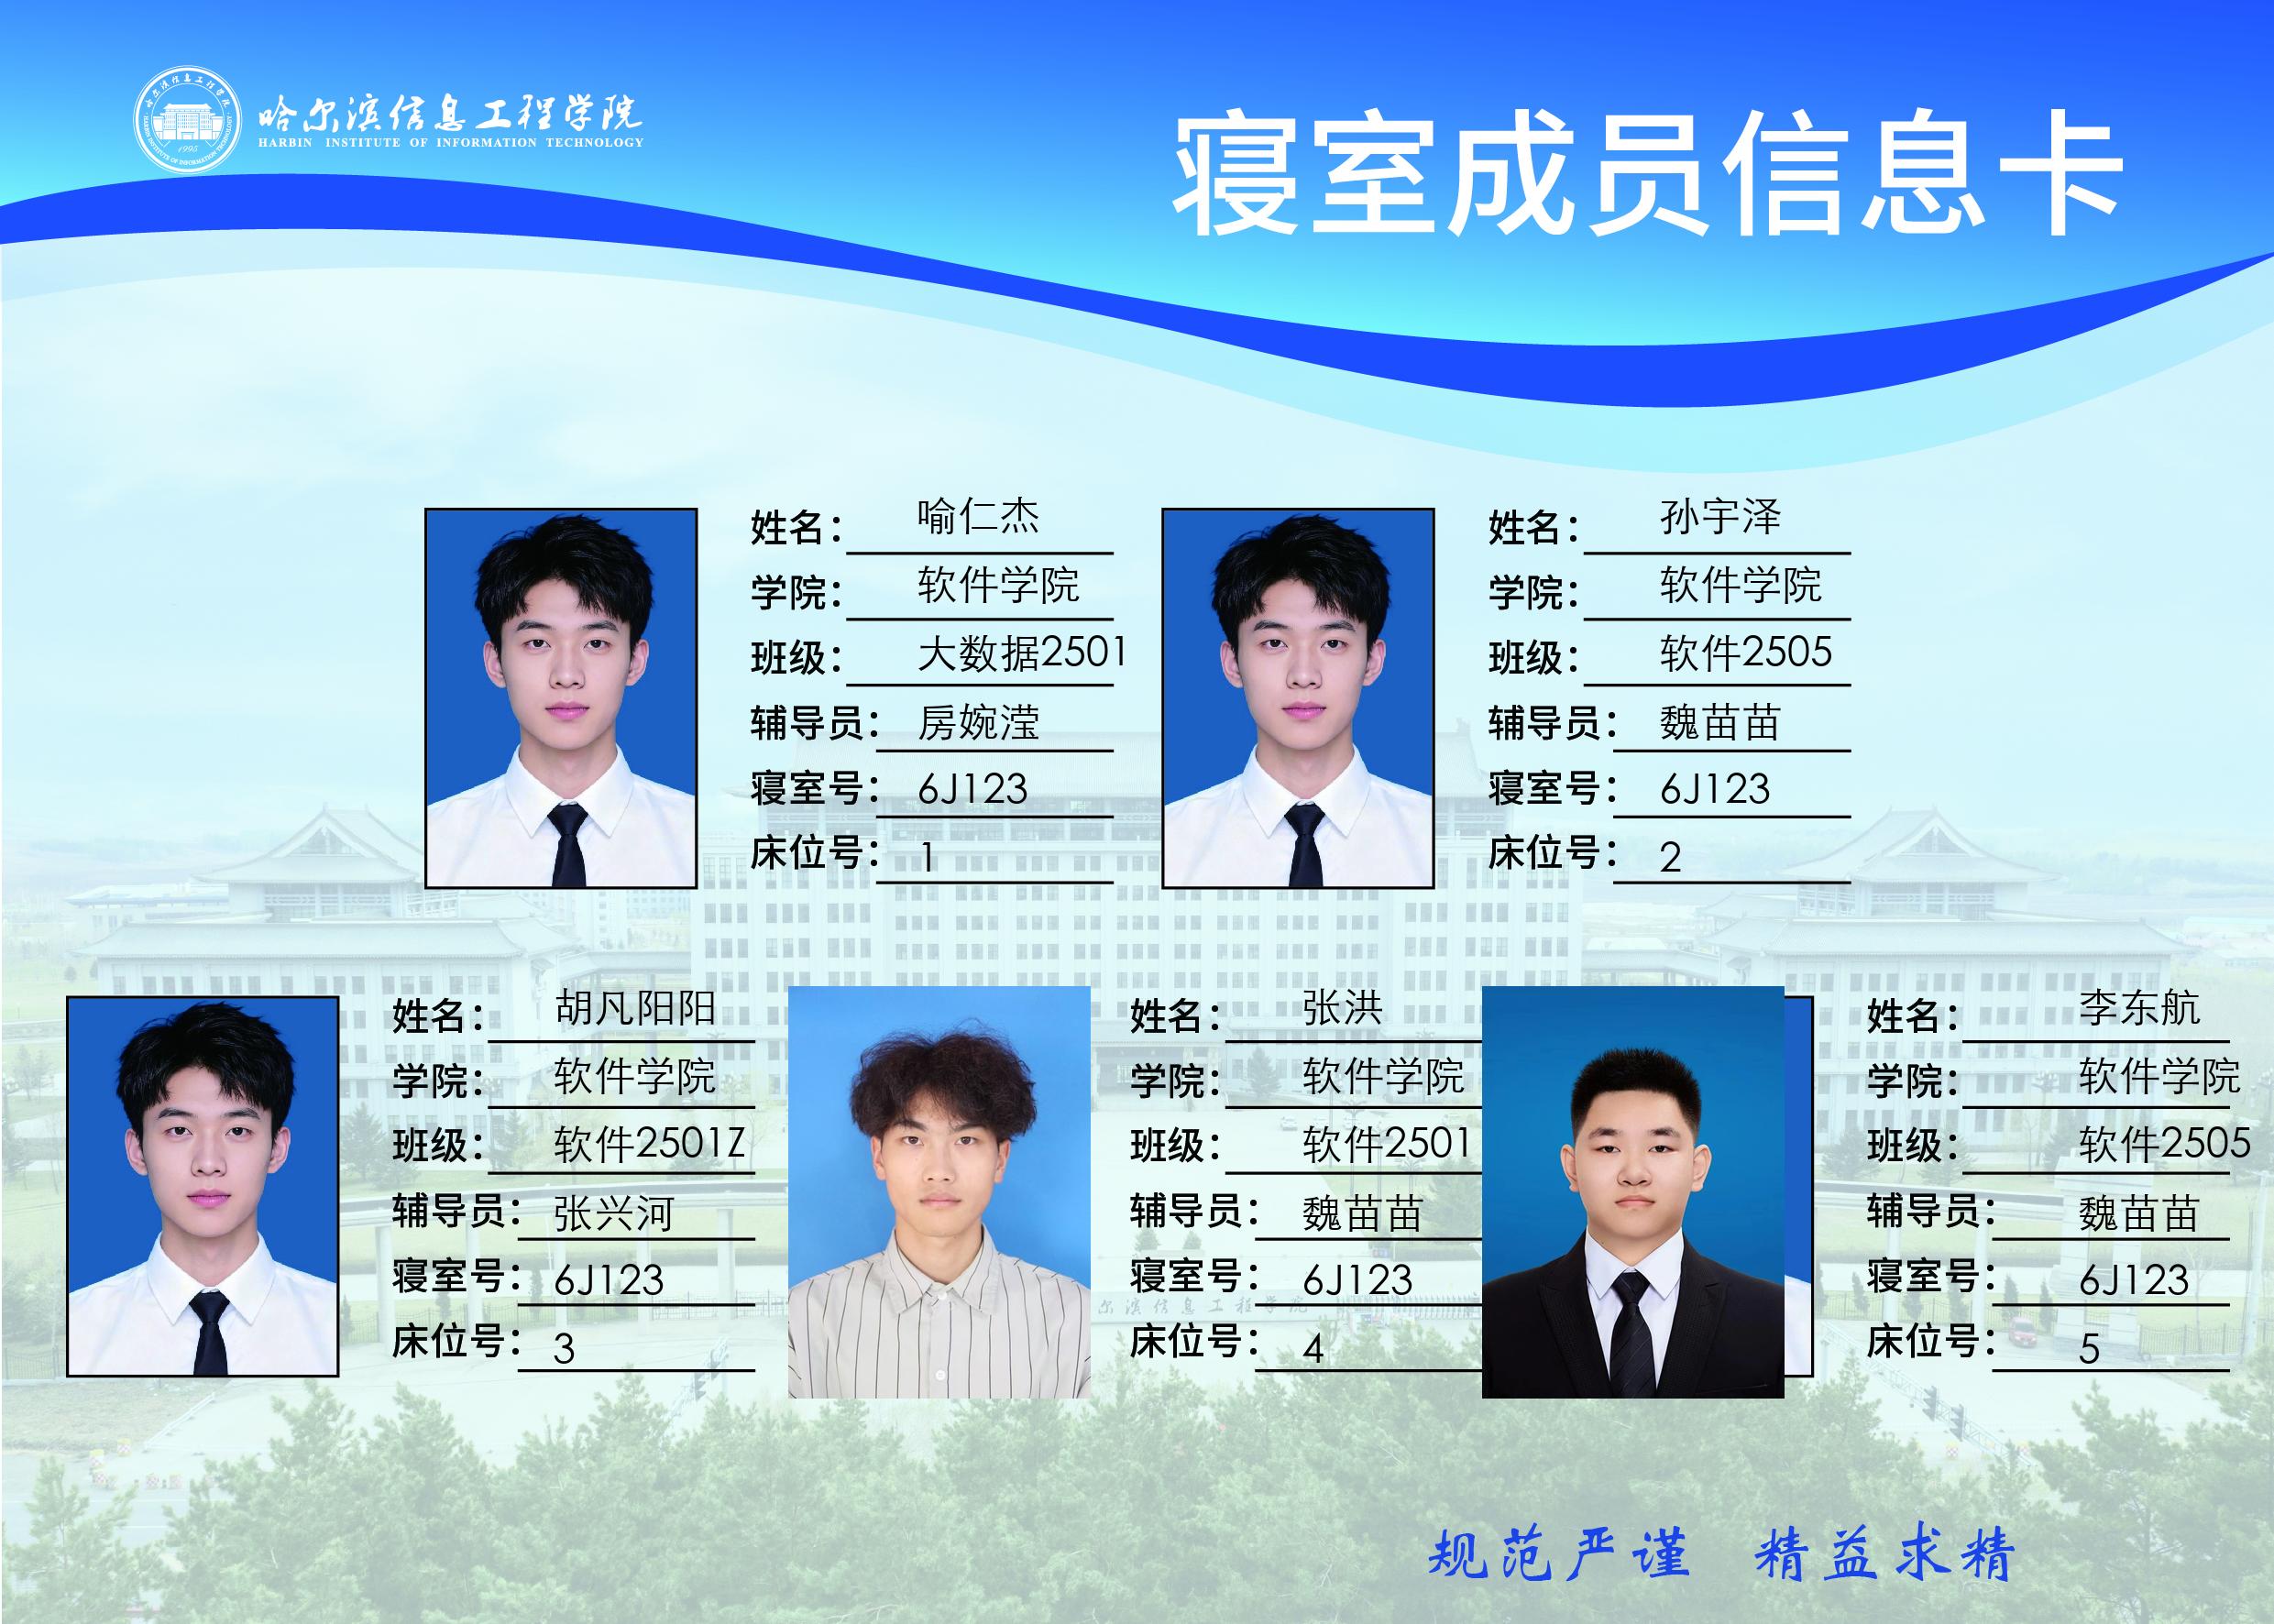 哈尔滨信息工程学院
HARBIN INSTITUTE OF INFORMATION TECHNOLOGY
1995
寝室成员信息卡
姓名： 喻仁杰
学院： 软件学院
班级： 大数据2501
辅导员： 房婉滢
寝室号： 6J123
床位号： 1
姓名： 孙宇泽
学院： 软件学院
班级： 软件2505
辅导员： 魏苗苗
寝室号： 6J123
床位号： 2
姓名： 胡凡阳阳
学院： 软件学院
班级： 软件2501Z
辅导员： 张兴河
寝室号： 6J123
床位号： 3
姓名： 张洪
学院： 软件学院
班级： 软件2501
辅导员： 魏苗苗
寝室号： 6J123
床位号： 4
姓名： 李东航
学院： 软件学院
班级： 软件2505
辅导员： 魏苗苗
寝室号： 6J123
床位号： 5
尔滨信息工程学院
规范严谨 精益求精